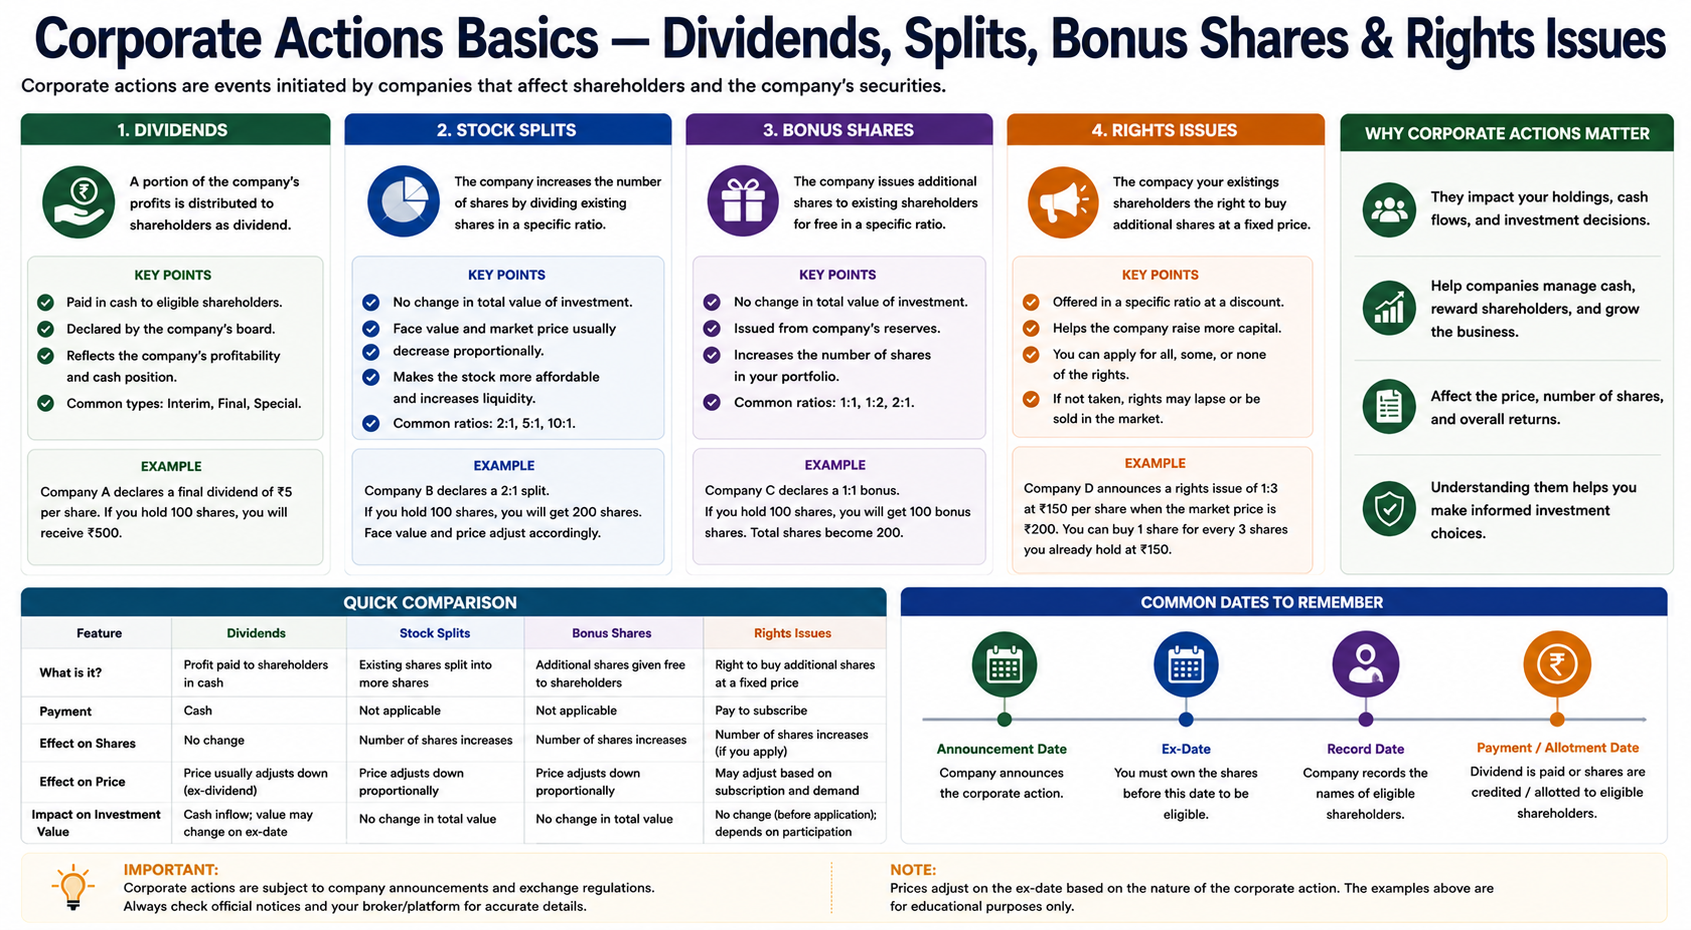 Corporate Actions Basics — Dividends, Splits, Bonus Shares & Rights Issues
Corporate actions are events initiated by companies that affect shareholders and the company's securities.
1. DIVIDENDS
A portion of the company's
profits is distributed to
shareholders as dividend.
KEY POINTS
Paid in cash to eligible shareholders.
Declared by the company's board.
Reflects the company's profitability
and cash position.
Common types: Interim, Final, Special.
EXAMPLE
Company A declares a final dividend of ₹5
per share. If you hold 100 shares, you will
receive ₹500.
2. STOCK SPLITS
The company increases the number
of shares by dividing existing
shares in a specific ratio.
KEY POINTS
No change in total value of investment.
Face value and market price usually
decrease proportionally.
Makes the stock more affordable
and increases liquidity.
Common ratios: 2:1, 5:1, 10:1.
EXAMPLE
Company B declares a 2:1 split.
If you hold 100 shares, you will get 200 shares.
Face value and price adjust accordingly.
3. BONUS SHARES
The company issues additional
shares to existing shareholders
for free in a specific ratio.
KEY POINTS
No change in total value of investment.
Issued from company's reserves.
Increases the number of shares
in your portfolio.
Common ratios: 1:1, 1:2, 2:1.
EXAMPLE
Company C declares a 1:1 bonus.
If you hold 100 shares, you will get 100 bonus
shares. Total shares become 200.
4. RIGHTS ISSUES
The compacy your existings
shareholders the right to buy
additional shares at a fixed price.
KEY POINTS
Offered in a specific ratio at a discount.
Helps the company raise more capital.
You can apply for all, some, or none
of the rights.
If not taken, rights may lapse or be
sold in the market.
EXAMPLE
Company D announces a rights issue of 1:3
at ₹150 per share when the market price is
₹200. You can buy 1 share for every 3 shares
you already hold at ₹150.
WHY CORPORATE ACTIONS MATTER
They impact your holdings, cash
flows, and investment decisions.
Help companies manage cash,
reward shareholders, and grow
the business.
Affect the price, number of shares,
and overall returns.
Understanding them helps you
make informed investment
choices.
QUICK COMPARISON
Feature Dividends Stock Splits Bonus Shares Rights Issues
What is it?
Profit paid to shareholders
in cash
Existing shares split into
more shares
Additional shares given free
to shareholders
Right to buy additional shares
at a fixed price
Payment Cash Not applicable Not applicable Pay to subscribe
Effect on Shares
No change
Number of shares increases
Number of shares increases
Number of shares increases
(if you apply)
Effect on Price
Price usually adjusts down
(ex-dividend)
Price adjusts down
proportionally
Price adjusts down
proportionally
May adjust based on
subscription and demand
Impact on Investment
Value
Cash inflow; value may
change on ex-date
No change in total value
No change in total value
No change (before application);
depends on participation
COMMON DATES TO REMEMBER
Announcement Date
Company announces
the corporate action.
Ex-Date
You must own the shares
before this date to be
eligible.
Record Date
Company records the
names of eligible
shareholders.
Payment / Allotment Date
Dividend is paid or shares are
credited / allotted to eligible
shareholders.
IMPORTANT:
Corporate actions are subject to company announcements and exchange regulations.
Always check official notices and your broker/platform for accurate details.
NOTE:
Prices adjust on the ex-date based on the nature of the corporate action. The examples above are
for educational purposes only.